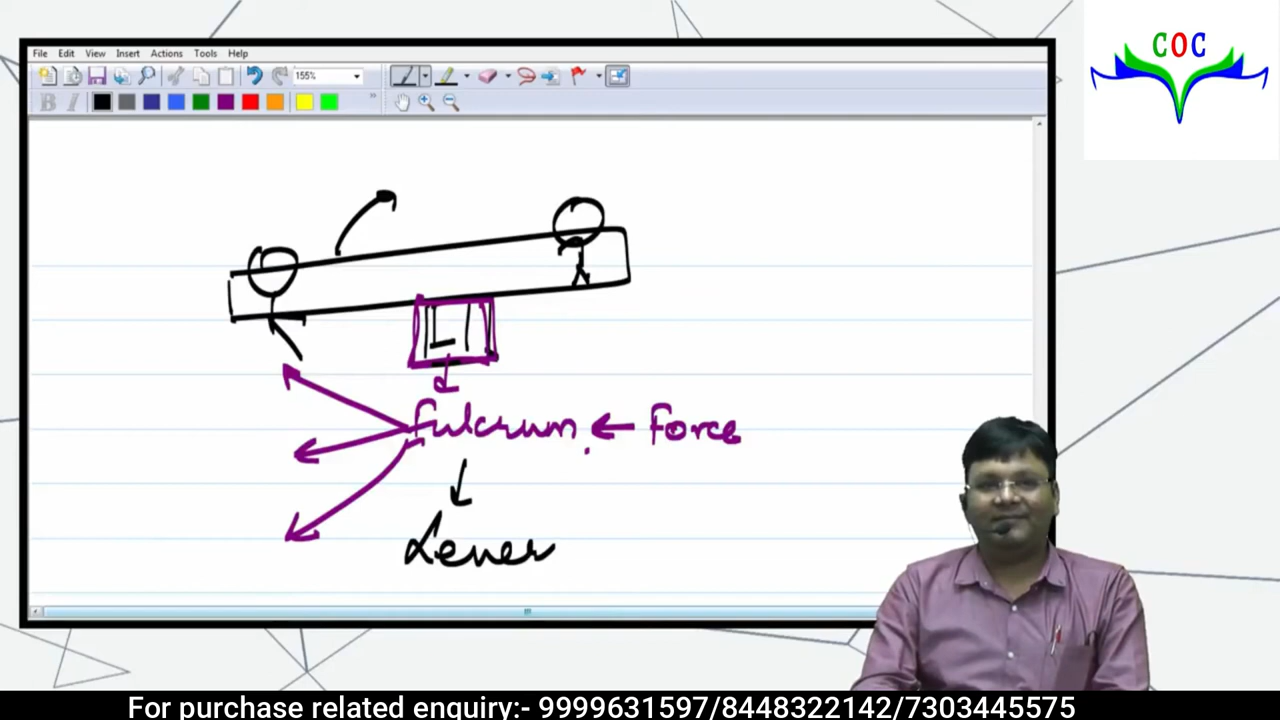 COC
File Edit View Insert Actions Tools Help
155%
B I
L
Fulcrum ← Force
Lever
For purchase related enquiry:- 9999631597/8448322142/7303445575